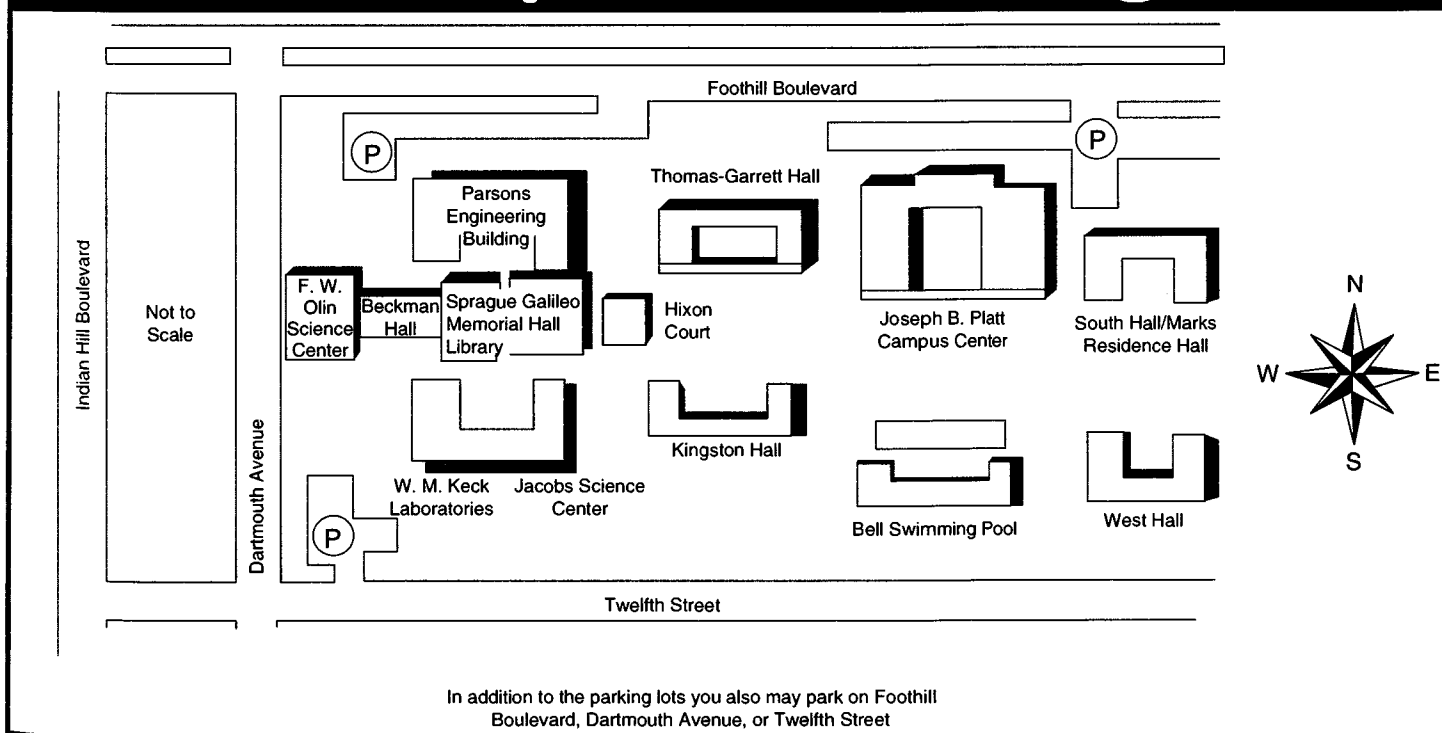 Foothill Boulevard
P
P
Thomas-Garrett Hall
Parsons
Engineering
Building
Indian Hill Boulevard
Not to
Scale
F. W.
Olin
Science
Center
Beckman
Hall
Sprague Galileo
Memorial Hall
Library
Hixon
Court
Joseph B. Platt
Campus Center
South Hall/Marks
Residence Hall
N
W
E
S
Kingston Hall
W. M. Keck
Laboratories
Jacobs Science
Center
Bell Swimming Pool
West Hall
Dartmouth Avenue
P
Twelfth Street
In addition to the parking lots you also may park on Foothill
Boulevard, Dartmouth Avenue, or Twelfth Street